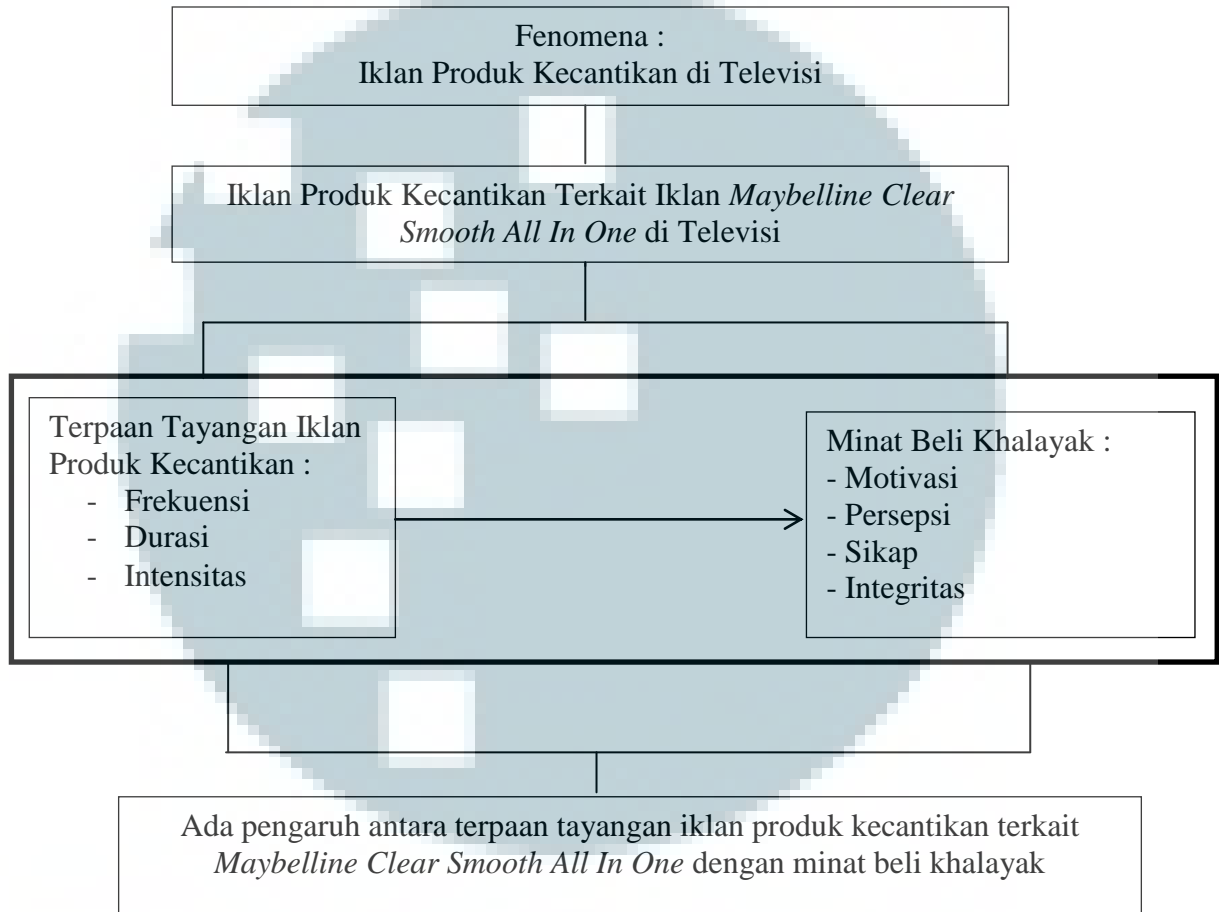 Fenomena :
Iklan Produk Kecantikan di Televisi
Iklan Produk Kecantikan Terkait Iklan Maybelline Clear
Smooth All In One di Televisi
Terpaan Tayangan Iklan
Produk Kecantikan :
- Frekuensi
- Durasi
- Intensitas
Minat Beli Khalayak :
- Motivasi
- Persepsi
- Sikap
- Integritas
Ada pengaruh antara terpaan tayangan iklan produk kecantikan terkait
Maybelline Clear Smooth All In One dengan minat beli khalayak